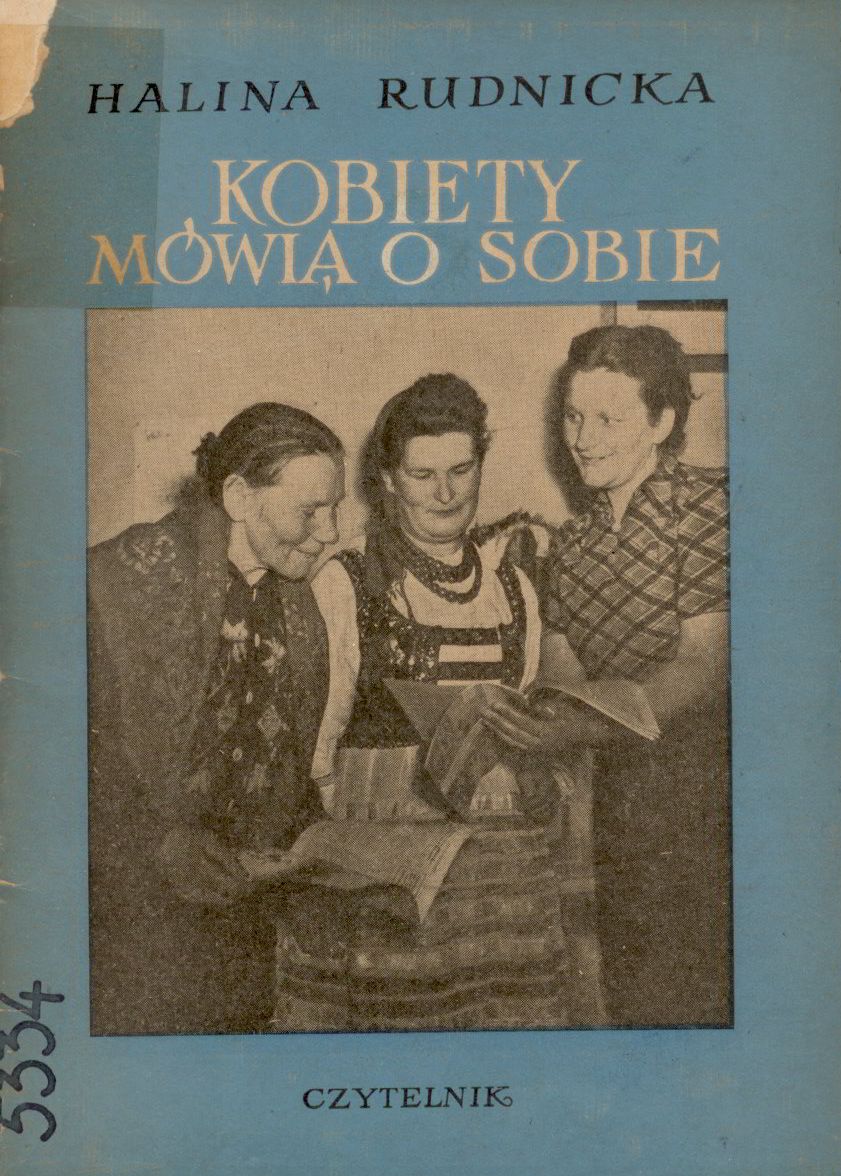 HALINA RUDNICKA
KOBIETY
MÓWIĄ O SOBIE
CZYTELNIK
5334